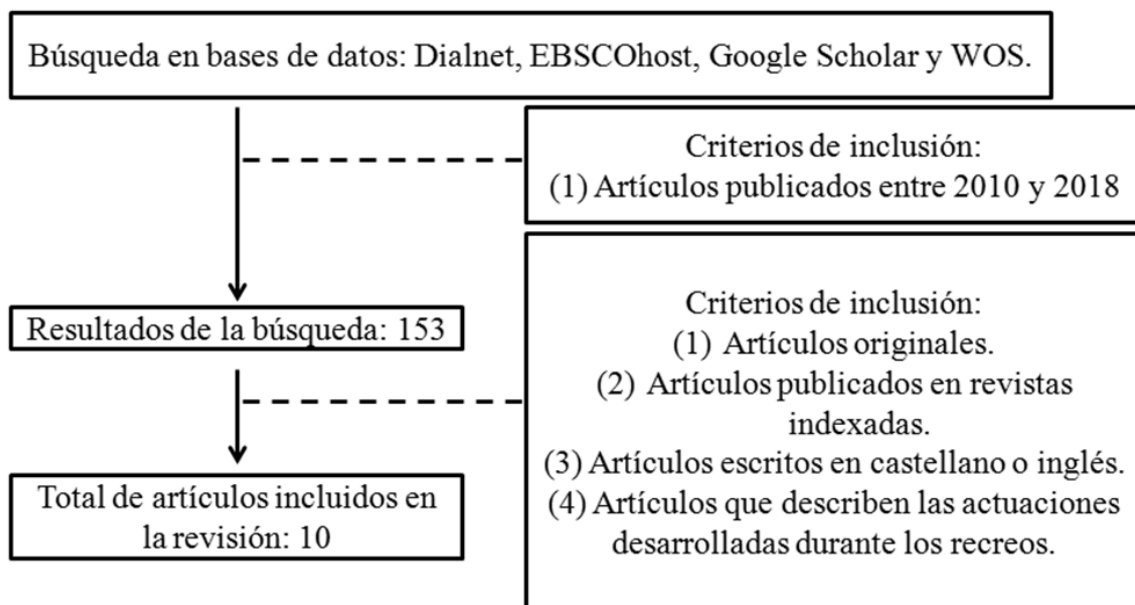 Búsqueda en bases de datos: Dialnet, EBSCOhost, Google Scholar y WOS.
Criterios de inclusión:
(1) Artículos publicados entre 2010 y 2018
Resultados de la búsqueda: 153
Criterios de inclusión:
(1) Artículos originales.
(2) Artículos publicados en revistas
indexadas.
(3) Artículos escritos en castellano o inglés.
(4) Artículos que describen las actuaciones
desarrolladas durante los recreos.
Total de artículos incluidos en
la revisión: 10